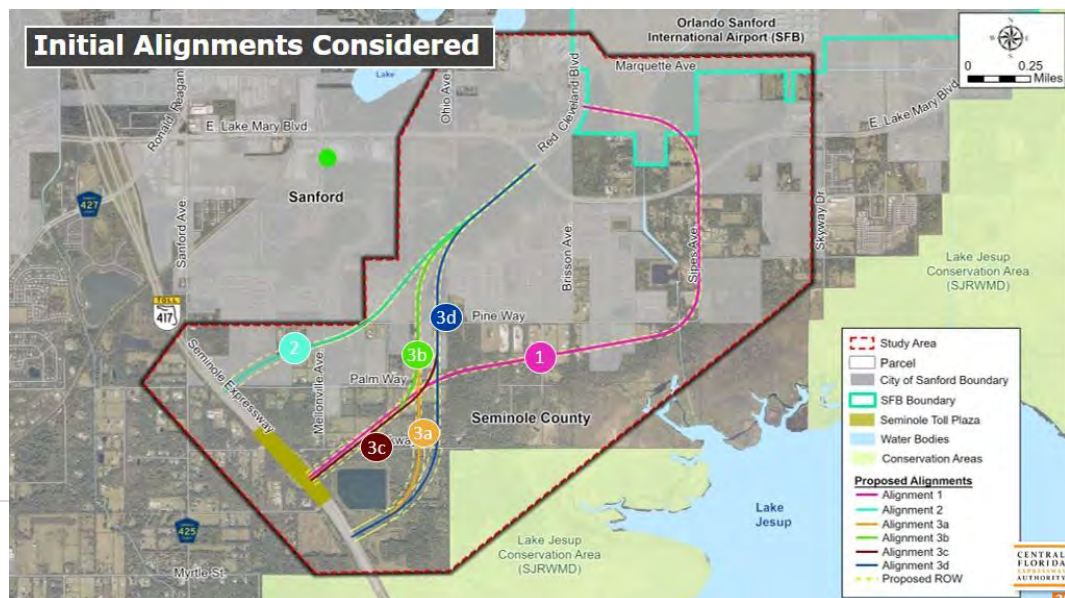 Initial Alignments Considered
Orlando Sanford
International Airport (SFB)
Marquette Ave
0 0.25
Miles
N
Lake
Ohio Ave
Red Cleveland Blvd
Ronald Reagan
E. Lake Mary Blvd.
E. Lake Mary Blvd
Sanford
COUNTY
427
Sanford Ave
Brisson Ave
Sipes Ave
Skyway Dr.
Lake Jesup
Conservation Area
(SJRWMD)
TOLL
417
3d
Pine Way
2
3b
1
Seminole Expressway
Mellonville Ave
Palm Way
Seminole County
3a
3c
425
Lake
Jesup
Lake Jesup
Conservation Area
(SJRWMD)
Myrtle St.
Study Area
Parcel
City of Sanford Boundary
SFB Boundary
Seminole Toll Plaza
Water Bodies
Conservation Areas
Proposed Alignments
Alignment 1
Alignment 2
Alignment 3a
Alignment 3b
Alignment 3c
Alignment 3d
Proposed ROW
CENTRAL
FLORIDA
EXPRESSWAY
AUTHORITY